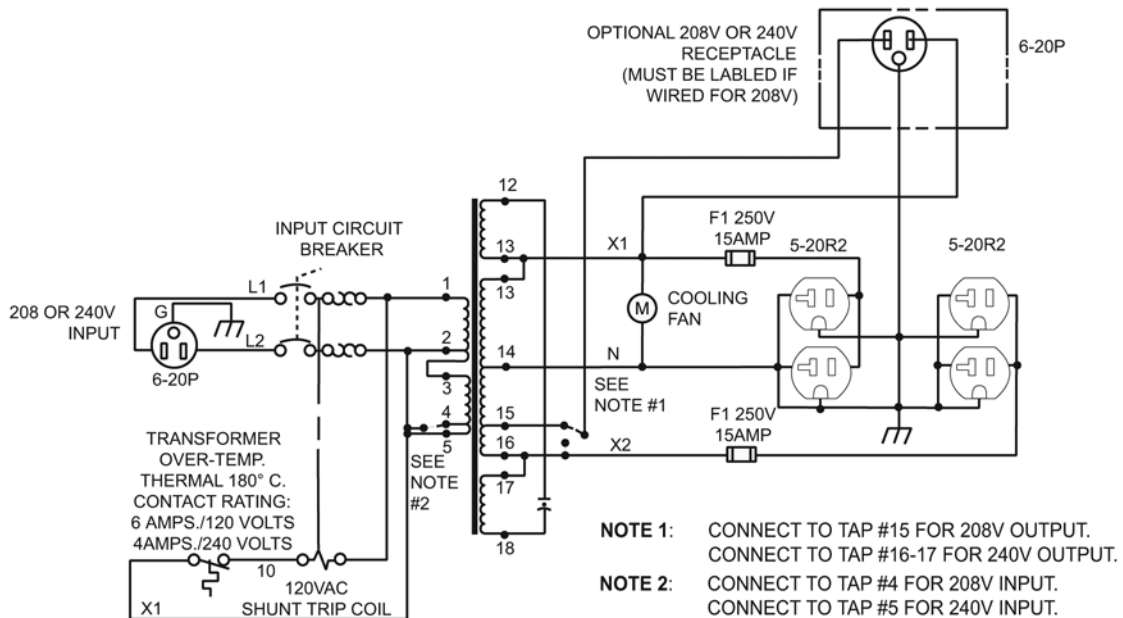 OPTIONAL 208V OR 240V
RECEPTACLE
(MUST BE LABLED IF
WIRED FOR 208V)
6-20P
12
INPUT CIRCUIT
BREAKER
F1 250V
15AMP
13
X1
5-20R2
5-20R2
13
1
L1
G
208 OR 240V
INPUT
M
COOLING
FAN
L2
2
14
N
6-20P
3
SEE
NOTE #1
4
15
5
16
X2
F1 250V
15AMP
TRANSFORMER
OVER-TEMP.
THERMAL 180° C.
CONTACT RATING:
6 AMPS./120 VOLTS
4AMPS./240 VOLTS
SEE
NOTE
#2
17
18
10
120VAC
SHUNT TRIP COIL
X1
NOTE 1: CONNECT TO TAP #15 FOR 208V OUTPUT.
CONNECT TO TAP #16-17 FOR 240V OUTPUT.
NOTE 2: CONNECT TO TAP #4 FOR 208V INPUT.
CONNECT TO TAP #5 FOR 240V INPUT.